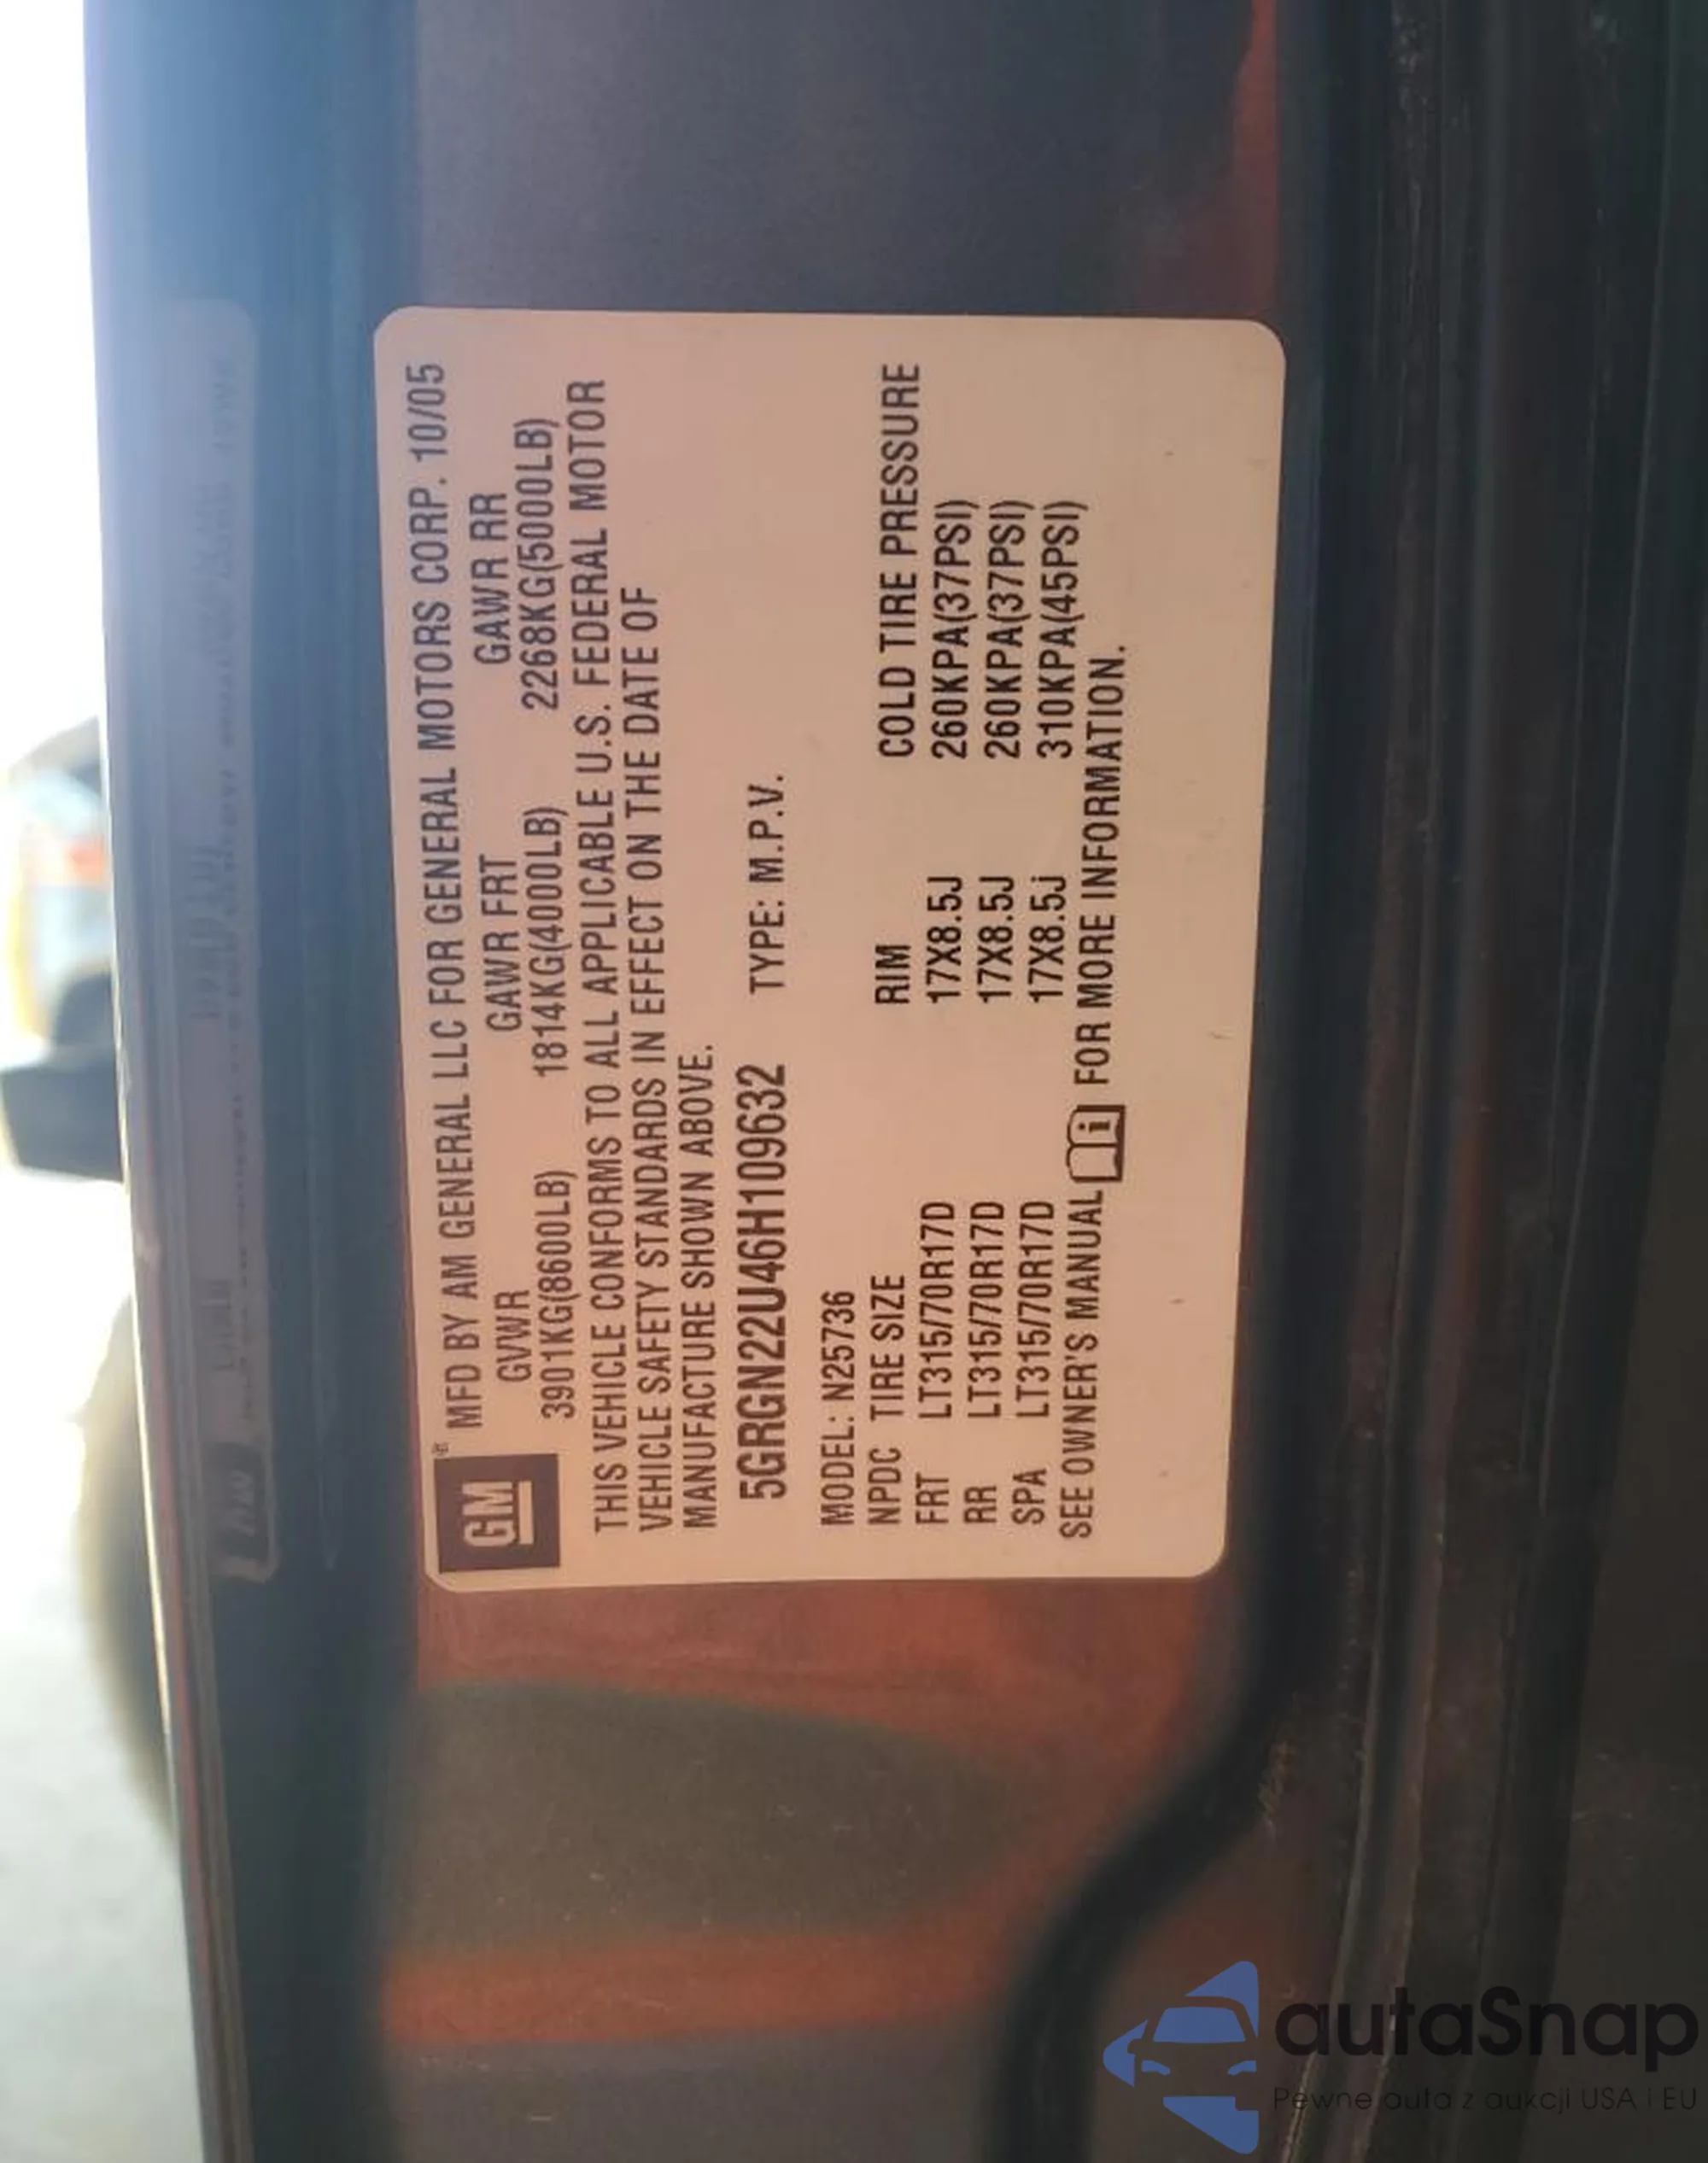 GM® MFD BY AM GENERAL LLC FOR GENERAL MOTORS CORP. 10/05
GVWR GAWR FRT GAWR RR
3901KG(8600LB) 1814KG(4000LB) 2268KG(5000LB)
THIS VEHICLE CONFORMS TO ALL APPLICABLE U.S. FEDERAL MOTOR
VEHICLE SAFETY STANDARDS IN EFFECT ON THE DATE OF
MANUFACTURE SHOWN ABOVE.
5GRGN22U46H109632 TYPE: M.P.V.
MODEL: N25736
NPDC TIRE SIZE RIM COLD TIRE PRESSURE
FRT LT315/70R17D 17X8.5J 260KPA(37PSI)
RR LT315/70R17D 17X8.5J 260KPA(37PSI)
SPA LT315/70R17D 17X8.5j 310KPA(45PSI)
SEE OWNER'S MANUAL i FOR MORE INFORMATION.
autaSnap
Pewne auta z aukcji USA i EU